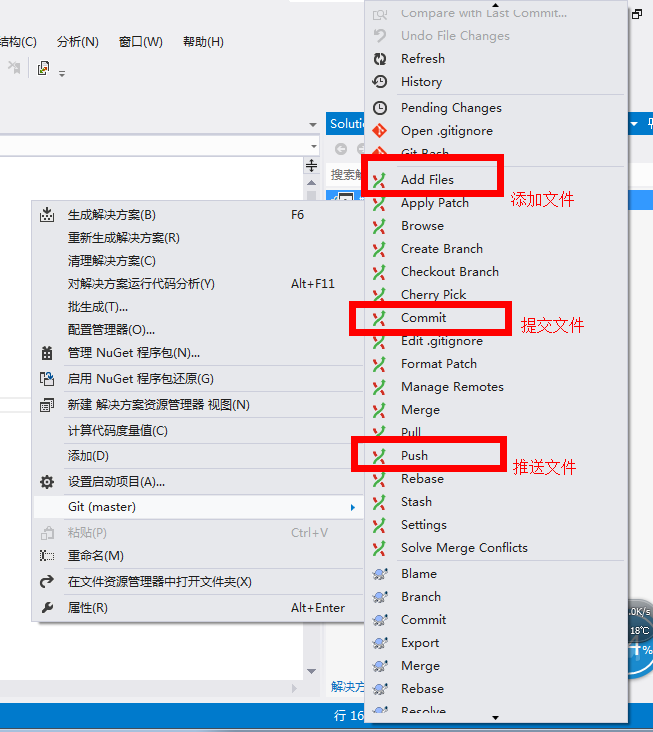 结构(C) 分析(N) 窗口(W) 帮助(H)
Solutio
搜索解
生成解决方案(B) F6
重新生成解决方案(R)
清理解决方案(C)
对解决方案运行代码分析(Y) Alt+F11
批生成(T)...
配置管理器(O)...
管理 NuGet 程序包(N)...
启用 NuGet 程序包还原(G)
新建 解决方案资源管理器 视图(N)
计算代码度量值(C)
添加(D)
设置启动项目(A)...
Git (master)
粘贴(P) Ctrl+V
重命名(M)
在文件资源管理器中打开文件夹(X)
属性(R) Alt+Enter
Compare with Last Commit...
Undo File Changes
Refresh
History
Pending Changes
Open .gitignore
Git Bash
Add Files
添加文件
Apply Patch
Browse
Create Branch
Checkout Branch
Cherry Pick
Commit
提交文件
Edit .gitignore
Format Patch
Manage Remotes
Merge
Pull
Push
推送文件
Rebase
Stash
Settings
Solve Merge Conflicts
Blame
Branch
Commit
Export
Merge
Rebase
Resolve
.0K/s
18℃
%
解决方
行 16